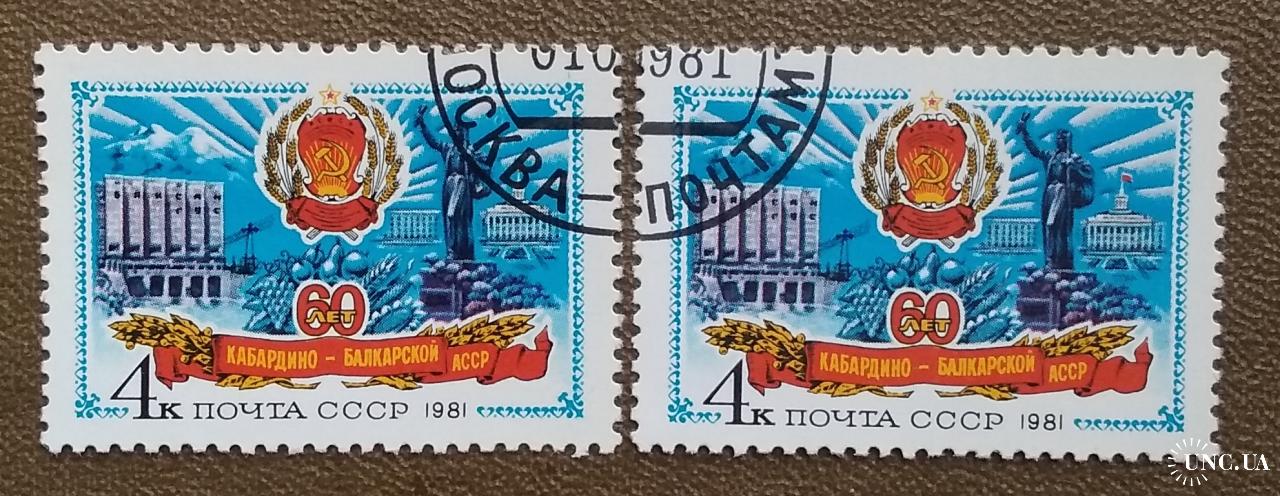 01 1981
ОСКВА — ПОЧТАМ
60
ЛЕТ
КАБАРДИНО – БАЛКАРСКОЙ АССР
4к ПОЧТА СССР 1981
60
ЛЕТ
КАБАРДИНО – БАЛКАРСКОЙ АССР
4к ПОЧТА СССР 1981
UNC.UA